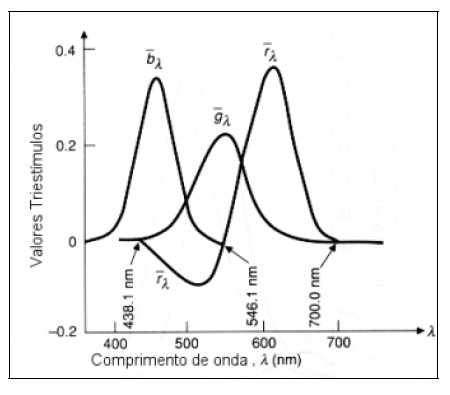 0.4
b̄λ
r̄λ
ḡλ
0.2
Valores Triestímulos
0
r̄λ
438.1 nm
546.1 nm
700.0 nm
−0.2
λ
400
500
600
700
Comprimento de onda , λ (nm)